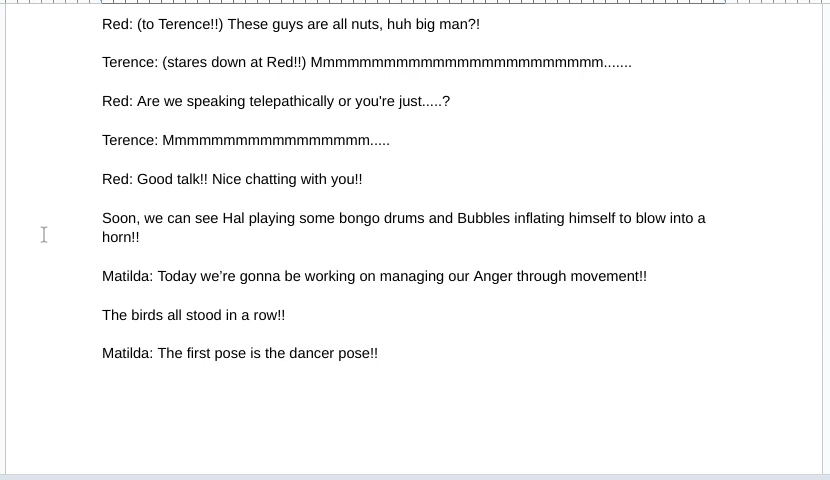 Red: (to Terence!!) These guys are all nuts, huh big man?!
Terence: (stares down at Red!!) Mmmmmmmmmmmmmmmmmmmmmmmm.......
Red: Are we speaking telepathically or you're just.....?
Terence: Mmmmmmmmmmmmmmmmm.....
Red: Good talk!! Nice chatting with you!!
Soon, we can see Hal playing some bongo drums and Bubbles inflating himself to blow into a
horn!!
Matilda: Today we’re gonna be working on managing our Anger through movement!!
The birds all stood in a row!!
Matilda: The first pose is the dancer pose!!